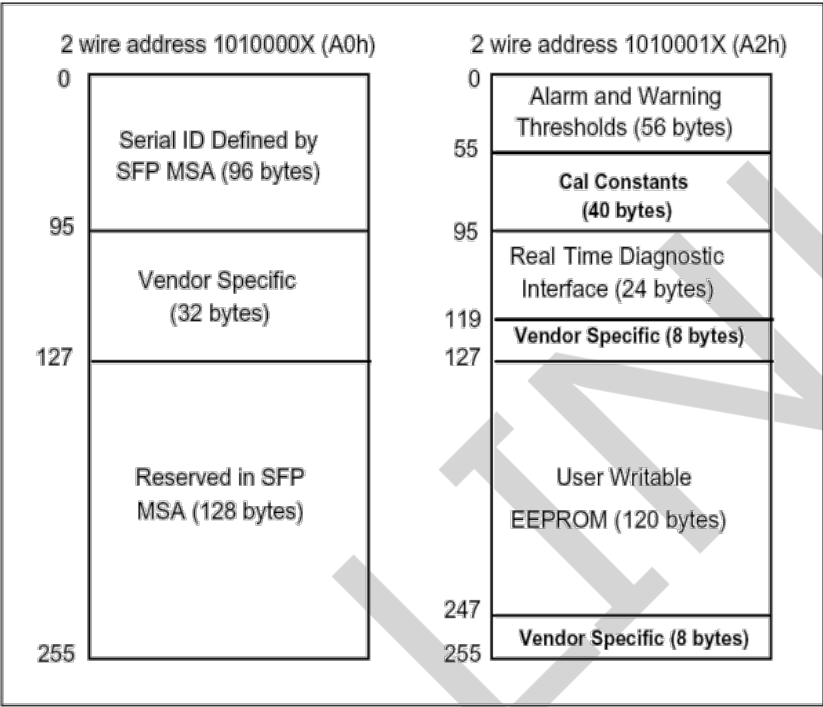 2 wire address 1010000X (A0h)
0
Serial ID Defined by
SFP MSA (96 bytes)
95
Vendor Specific
(32 bytes)
127
Reserved in SFP
MSA (128 bytes)
255
2 wire address 1010001X (A2h)
0
Alarm and Warning
Thresholds (56 bytes)
55
Cal Constants
(40 bytes)
95
Real Time Diagnostic
Interface (24 bytes)
119
Vendor Specific (8 bytes)
127
User Writable
EEPROM (120 bytes)
247
Vendor Specific (8 bytes)
255
LIN